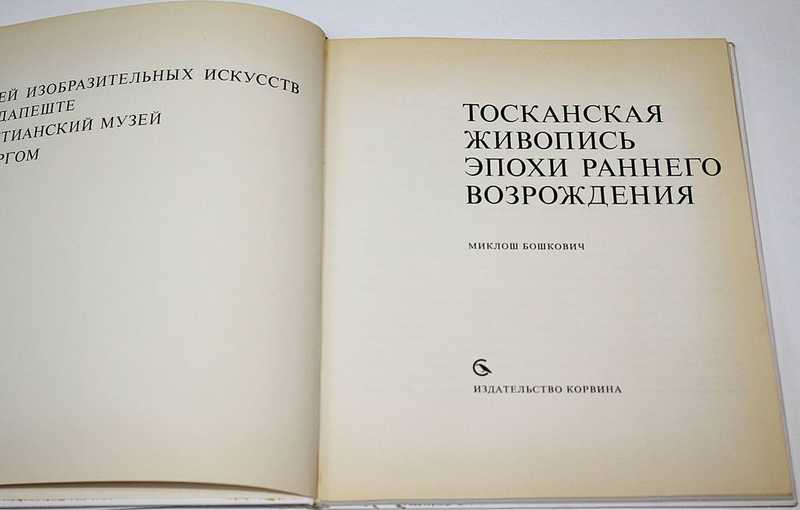 ЕЙ ИЗОБРАЗИТЕЛЬНЫХ ИСКУССТВ
ДАПЕШТЕ
ТИАНСКИЙ МУЗЕЙ
РГОМ
ТОСКАНСКАЯ
ЖИВОПИСЬ
ЭПОХИ РАННЕГО
ВОЗРОЖДЕНИЯ
МИКЛОШ БОШКОВИЧ
ИЗДАТЕЛЬСТВО КОРВИНА